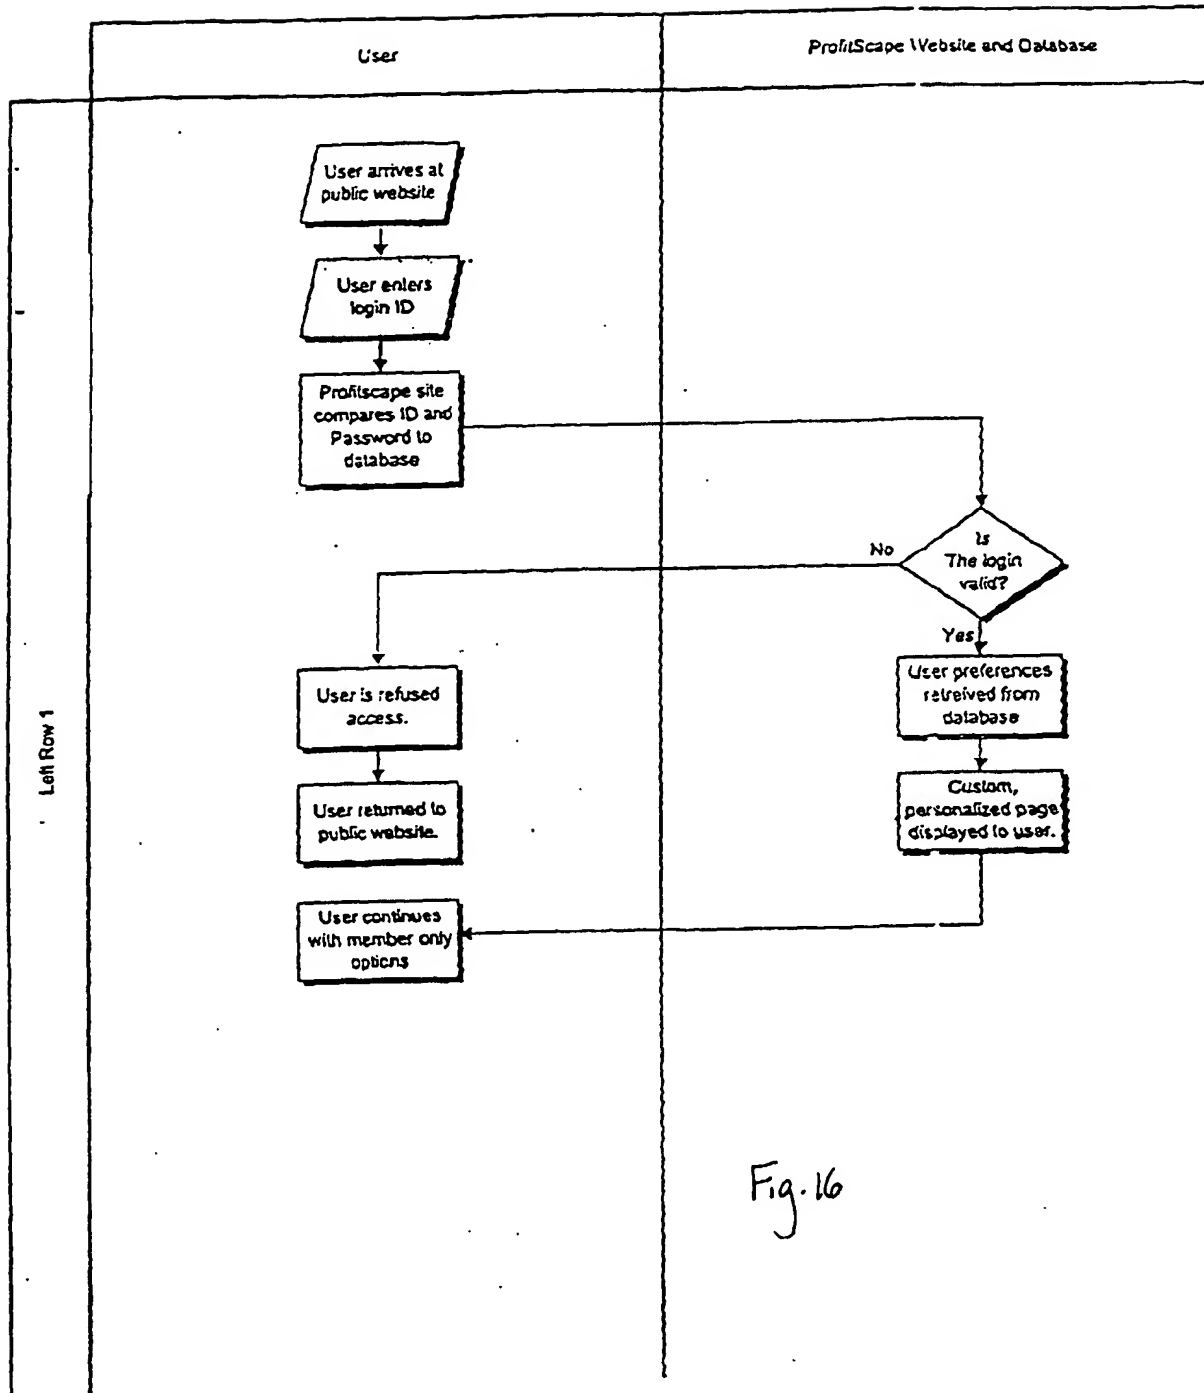 User
ProfitScape Website and Database
User arrives at
public website
User enters
login ID
Profitscape site
compares ID and
Password to
database
Is
The login
valid?
No
Yes
User is refused
access.
User preferences
retreived from
database
User returned to
public website.
Custom,
personalized page
displayed to user.
User continues
with member only
options
Left Row 1
Fig. 16